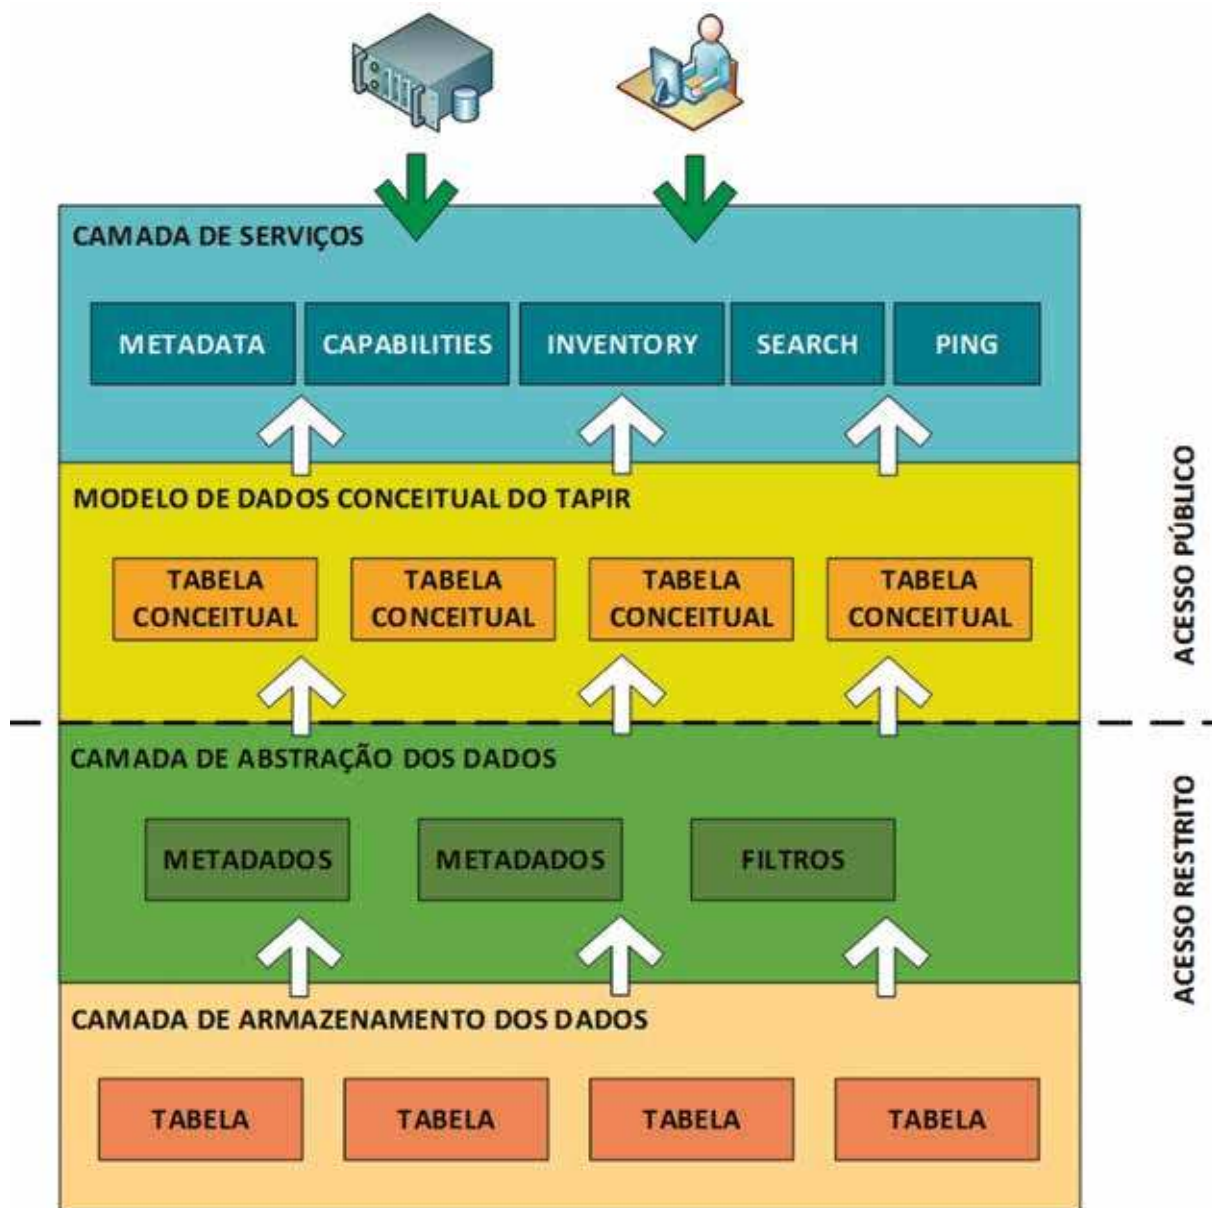 CAMADA DE SERVIÇOS
METADATA
CAPABILITIES
INVENTORY
SEARCH
PING
MODELO DE DADOS CONCEITUAL DO TAPIR
TABELA
CONCEITUAL
TABELA
CONCEITUAL
TABELA
CONCEITUAL
TABELA
CONCEITUAL
ACESSO PÚBLICO
CAMADA DE ABSTRAÇÃO DOS DADOS
METADADOS
METADADOS
FILTROS
ACESSO RESTRITO
CAMADA DE ARMAZENAMENTO DOS DADOS
TABELA
TABELA
TABELA
TABELA